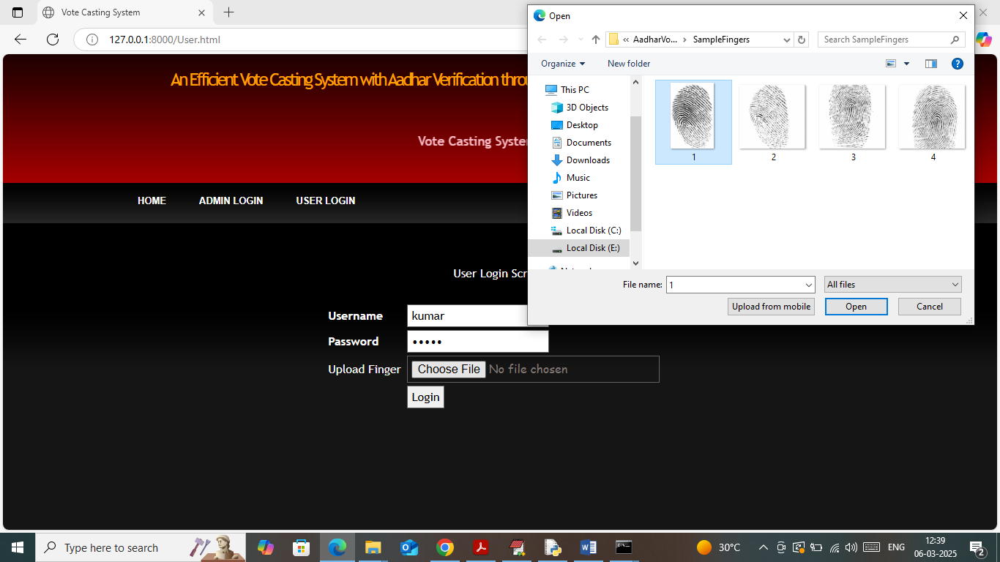 Vote Casting System
Open
127.0.0.1:8000/User.html
« AadharVo... › SampleFingers
Search SampleFingers
Organize
New folder
An Efficient Vote Casting System with Aadhar Verification
This PC
3D Objects
Desktop
Documents
Downloads
Music
Pictures
Videos
Local Disk (C:)
Local Disk (E:)
1 2 3 4
Vote Casting
HOME ADMIN LOGIN USER LOGIN
File name: 1
All files
Upload from mobile Open Cancel
User Login
Username kumar
Password •••••
Upload Finger Choose File No file chosen
Login
Type here to search
30°C
ENG
12:39
06-03-2025
2